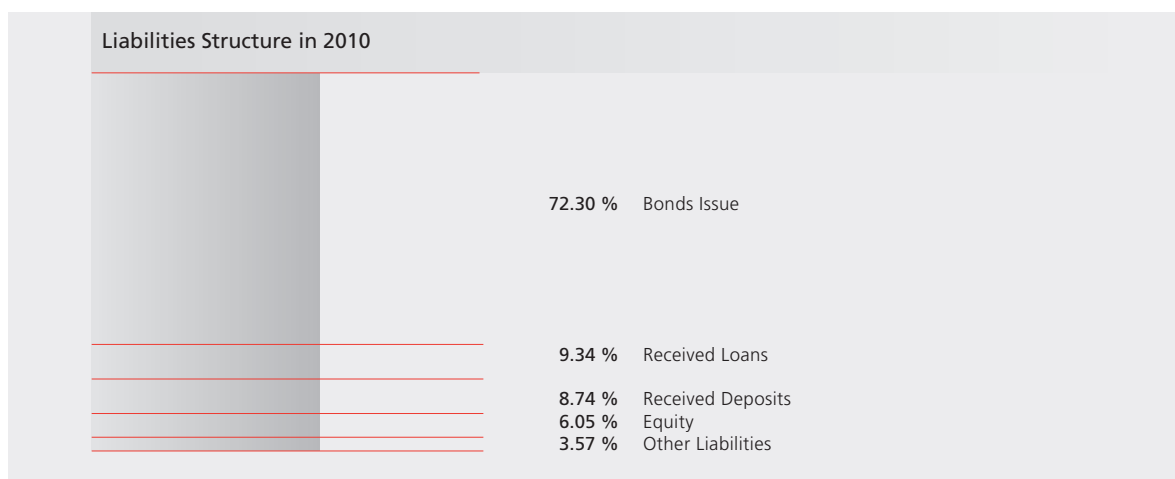 Liabilities Structure in 2010
72.30 % Bonds Issue
9.34 % Received Loans
8.74 % Received Deposits
6.05 % Equity
3.57 % Other Liabilities